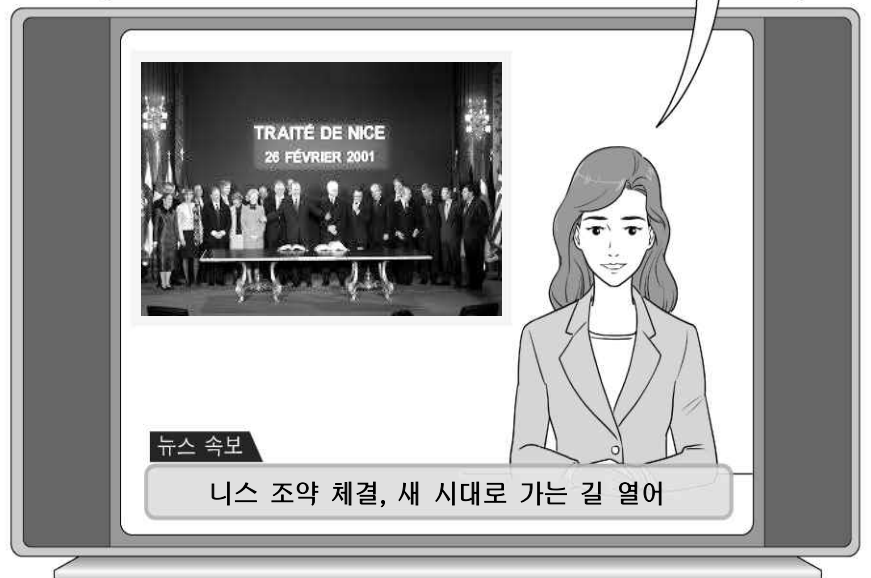 TRAITÉ DE NICE
26 FÉVRIER 2001
뉴스 속보
니스 조약 체결, 새 시대로 가는 길 열어